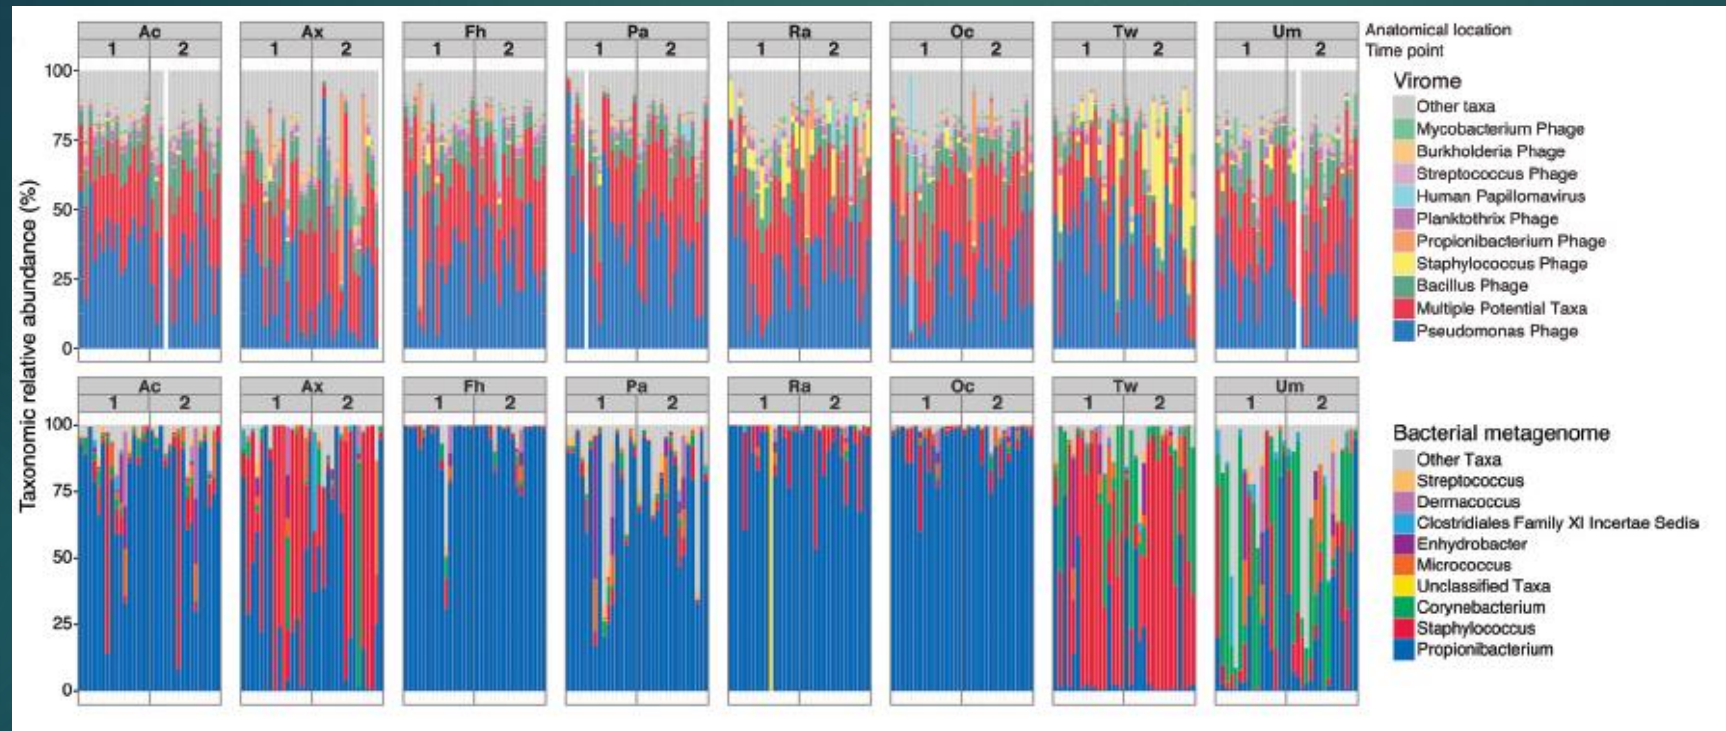 Ac Ax Fh Pa Ra Oc Tw Um Anatomical location
1 2 1 2 1 2 1 2 1 2 1 2 1 2 1 2 Time point
Taxonomic relative abundance (%)
100
75
50
25
0
Virome
Other taxa
Mycobacterium Phage
Burkholderia Phage
Streptococcus Phage
Human Papillomavirus
Planktothrix Phage
Propionibacterium Phage
Staphylococcus Phage
Bacillus Phage
Multiple Potential Taxa
Pseudomonas Phage
Ac Ax Fh Pa Ra Oc Tw Um
1 2 1 2 1 2 1 2 1 2 1 2 1 2 1 2
100
75
50
25
0
Bacterial metagenome
Other Taxa
Streptococcus
Dermacoccus
Clostridiales Family XI Incertae Sedis
Enhydrobacter
Micrococcus
Unclassified Taxa
Corynebacterium
Staphylococcus
Propionibacterium